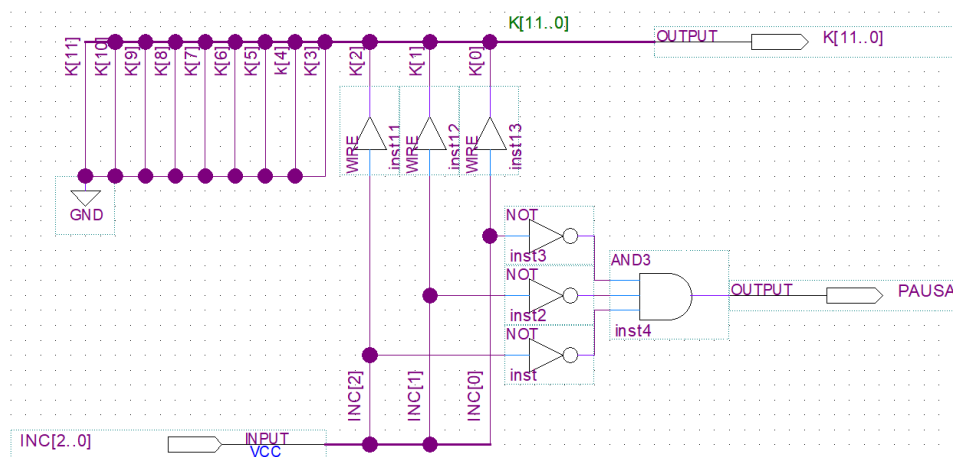 K[11..0]
OUTPUT
K[11..0]
K[11]
K[10]
K[9]
K[8]
K[7]
K[6]
K[5]
k[4]
K[3]
K[2]
K[1]
K[0]
WIRE
inst11
WIRE
inst12
WIRE
inst13
GND
NOT
inst3
NOT
inst2
NOT
inst
AND3
inst4
OUTPUT
PAUSA
INC[2]
INC[1]
INC[0]
INC[2..0]
INPUT
VCC